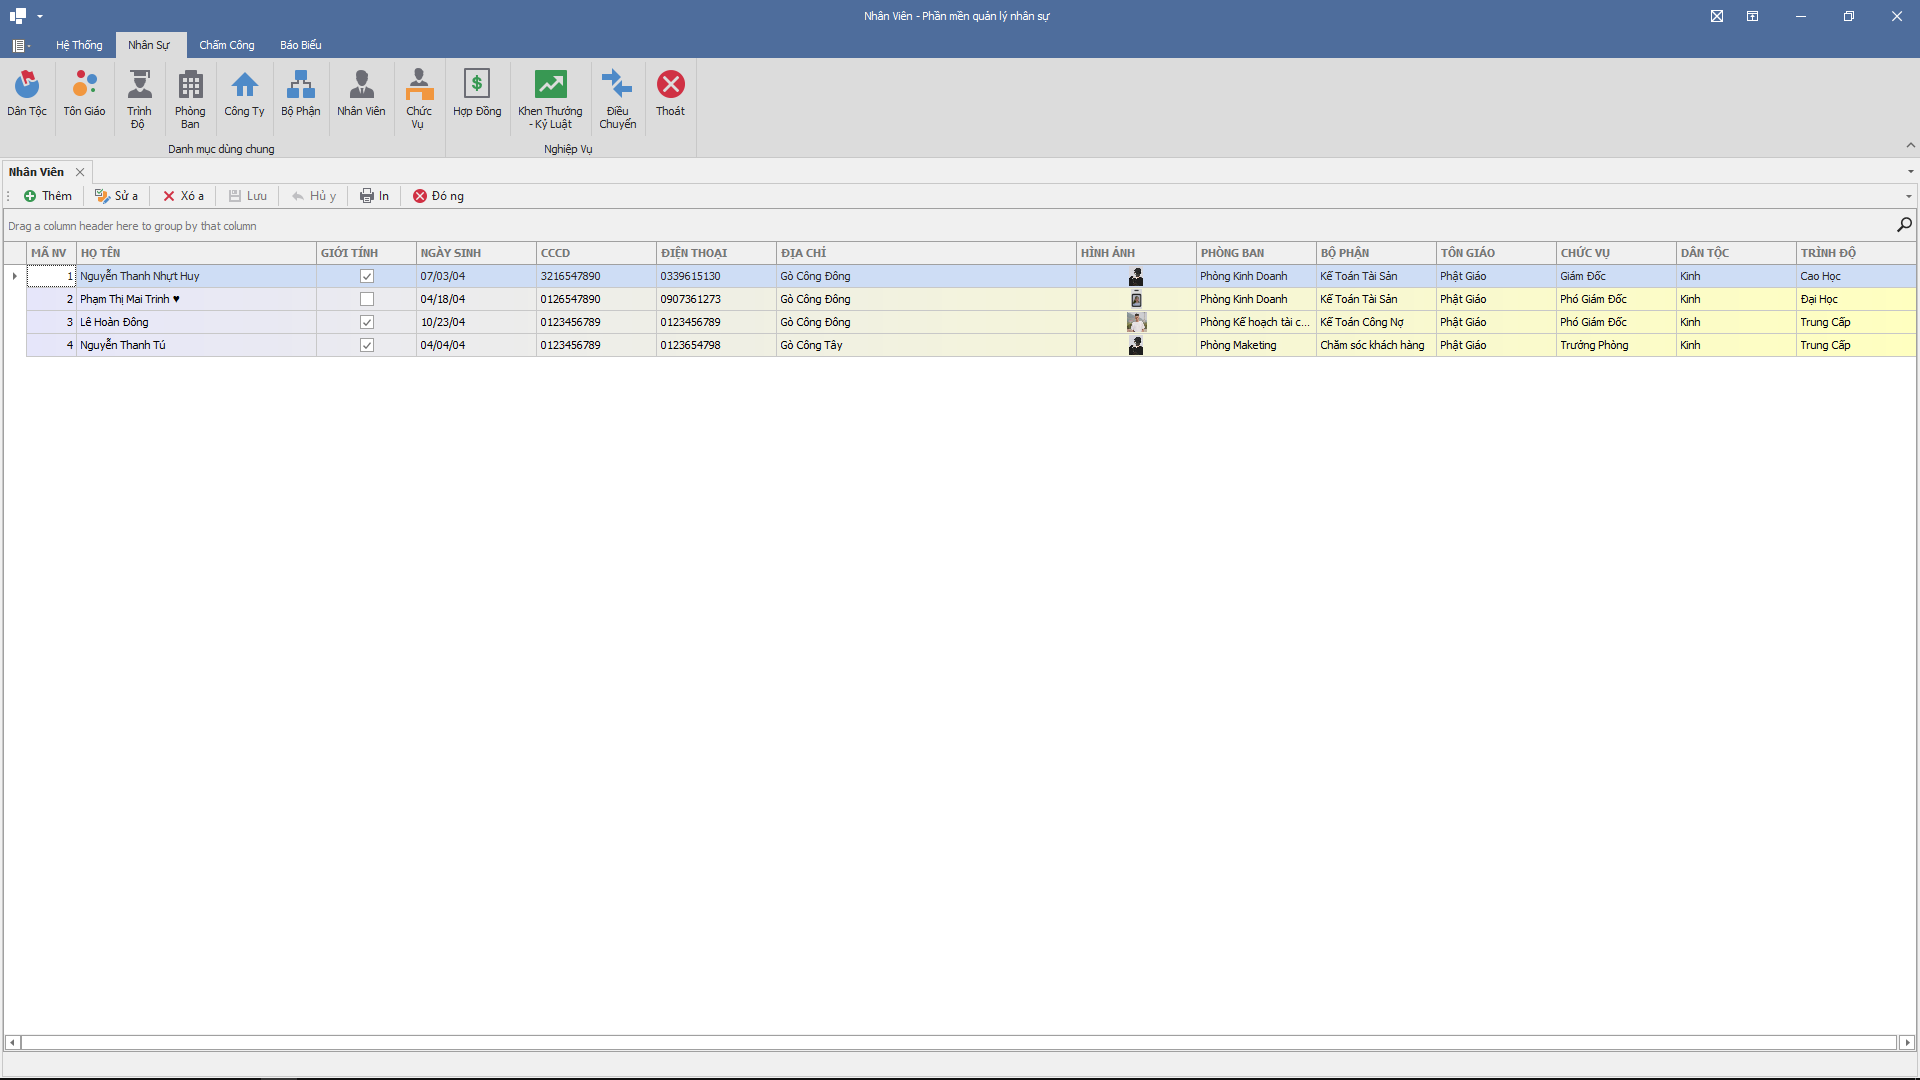 Nhân Viên - Phần mền quản lý nhân sự
Hệ Thống Nhân Sự Chấm Công Báo Biểu
Dân Tộc Tôn Giáo Trình Độ Phòng Ban Công Ty Bộ Phận Nhân Viên Chức Vụ Hợp Đồng Khen Thưởng - Kỷ Luật Điều Chuyển Thoát
Danh mục dùng chung Nghiệp Vụ
Nhân Viên
Thêm Sửa Xóa Lưu Hủy In Đóng
Drag a column header here to group by that column
MÃ NV HỌ TÊN GIỚI TÍNH NGÀY SINH CCCD ĐIỆN THOẠI ĐỊA CHỈ HÌNH ẢNH PHÒNG BAN BỘ PHẬN TÔN GIÁO CHỨC VỤ DÂN TỘC TRÌNH ĐỘ
1 Nguyễn Thanh Nhựt Huy 07/03/04 3216547890 0339615130 Gò Công Đông Phòng Kinh Doanh Kế Toán Tài Sản Phật Giáo Giám Đốc Kinh Cao Học
2 Phạm Thị Mai Trinh ♥ 04/18/04 0126547890 0907361273 Gò Công Đông Phòng Kinh Doanh Kế Toán Tài Sản Phật Giáo Phó Giám Đốc Kinh Đại Học
3 Lê Hoàn Đông 10/23/04 0123456789 0123456789 Gò Công Đông Phòng Kế hoạch tài c... Kế Toán Công Nợ Phật Giáo Phó Giám Đốc Kinh Trung Cấp
4 Nguyễn Thanh Tú 04/04/04 0123456789 0123654798 Gò Công Tây Phòng Maketing Chăm sóc khách hàng Phật Giáo Trưởng Phòng Kinh Trung Cấp